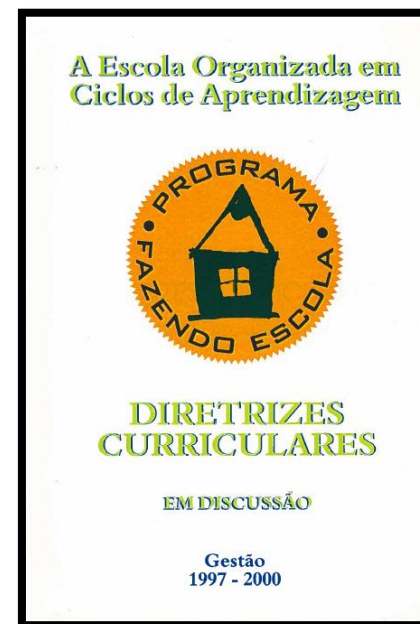 A Escola Organizada em
Ciclos de Aprendizagem
PROGRAMA
FAZENDO ESCOLA
DIRETRIZES
CURRICULARES
EM DISCUSSÃO
Gestão
1997 - 2000